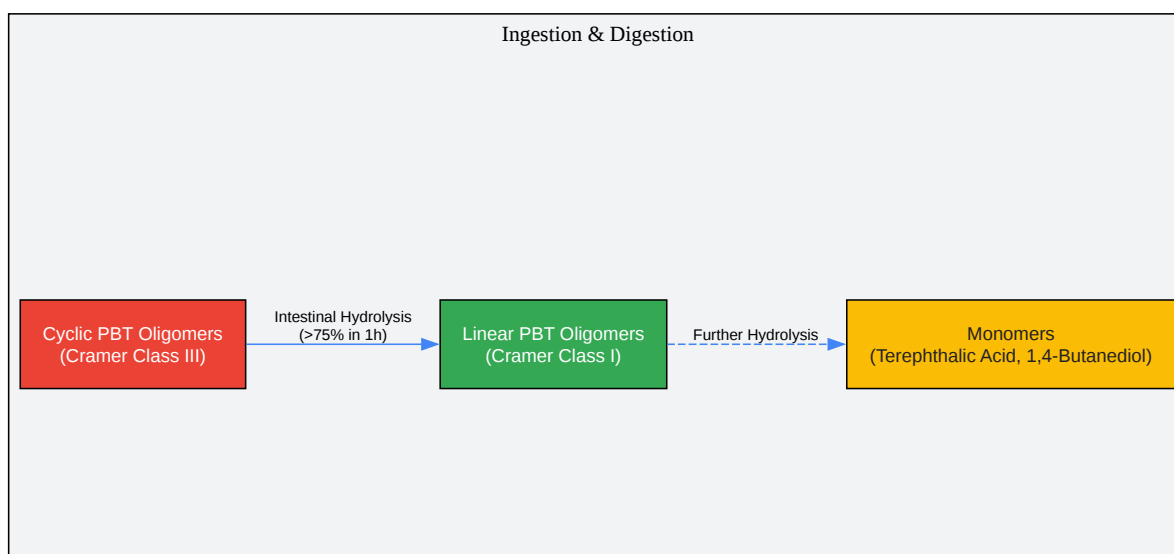 Ingestion & Digestion
Cyclic PBT Oligomers
(Cramer Class III)
Intestinal Hydrolysis
(>75% in 1h)
Linear PBT Oligomers
(Cramer Class I)
Further Hydrolysis
Monomers
(Terephthalic Acid, 1,4-Butanediol)